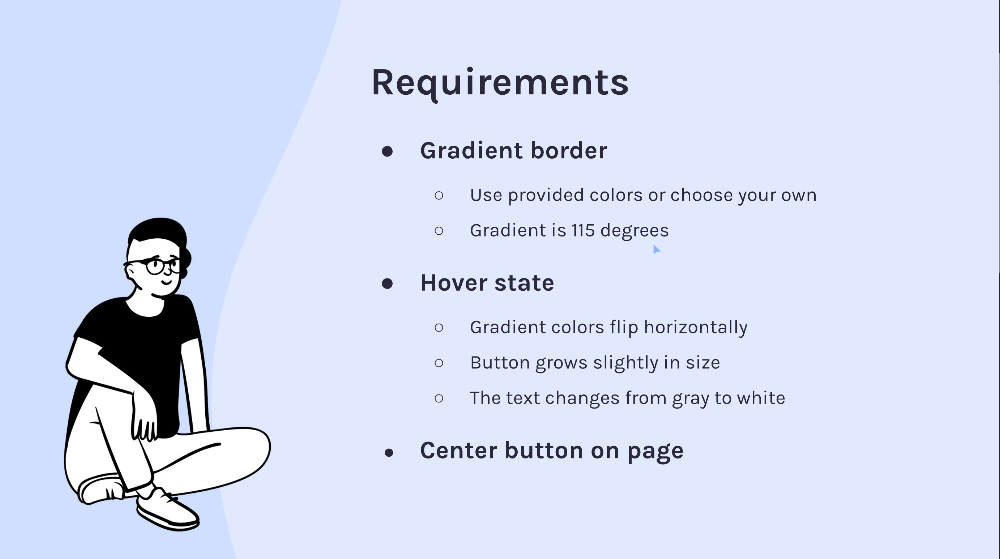 Requirements
● Gradient border
○ Use provided colors or choose your own
○ Gradient is 115 degrees
● Hover state
○ Gradient colors flip horizontally
○ Button grows slightly in size
○ The text changes from gray to white
● Center button on page